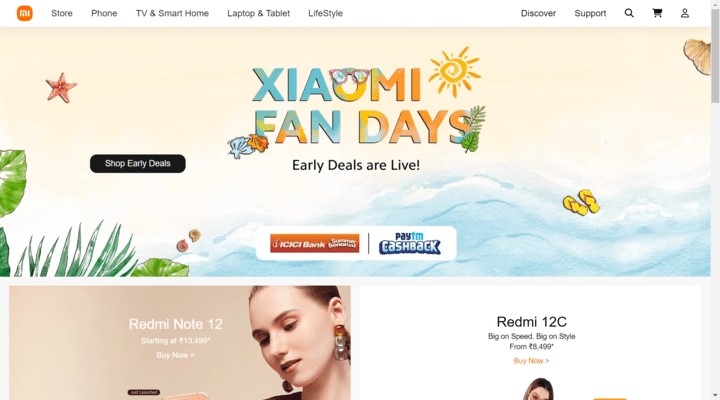 mi
Store
Phone
TV & Smart Home
Laptop & Tablet
LifeStyle
Discover
Support
XIAOMI
FAN DAYS
Early Deals are Live!
Shop Early Deals
ICICI Bank
Summer Bonanza
paytm
CASHBACK
Redmi Note 12
Starting at ₹13,499*
Buy Now >
Just Launched
Redmi 12C
Big on Speed. Big on Style
From ₹8,499*
Buy Now >